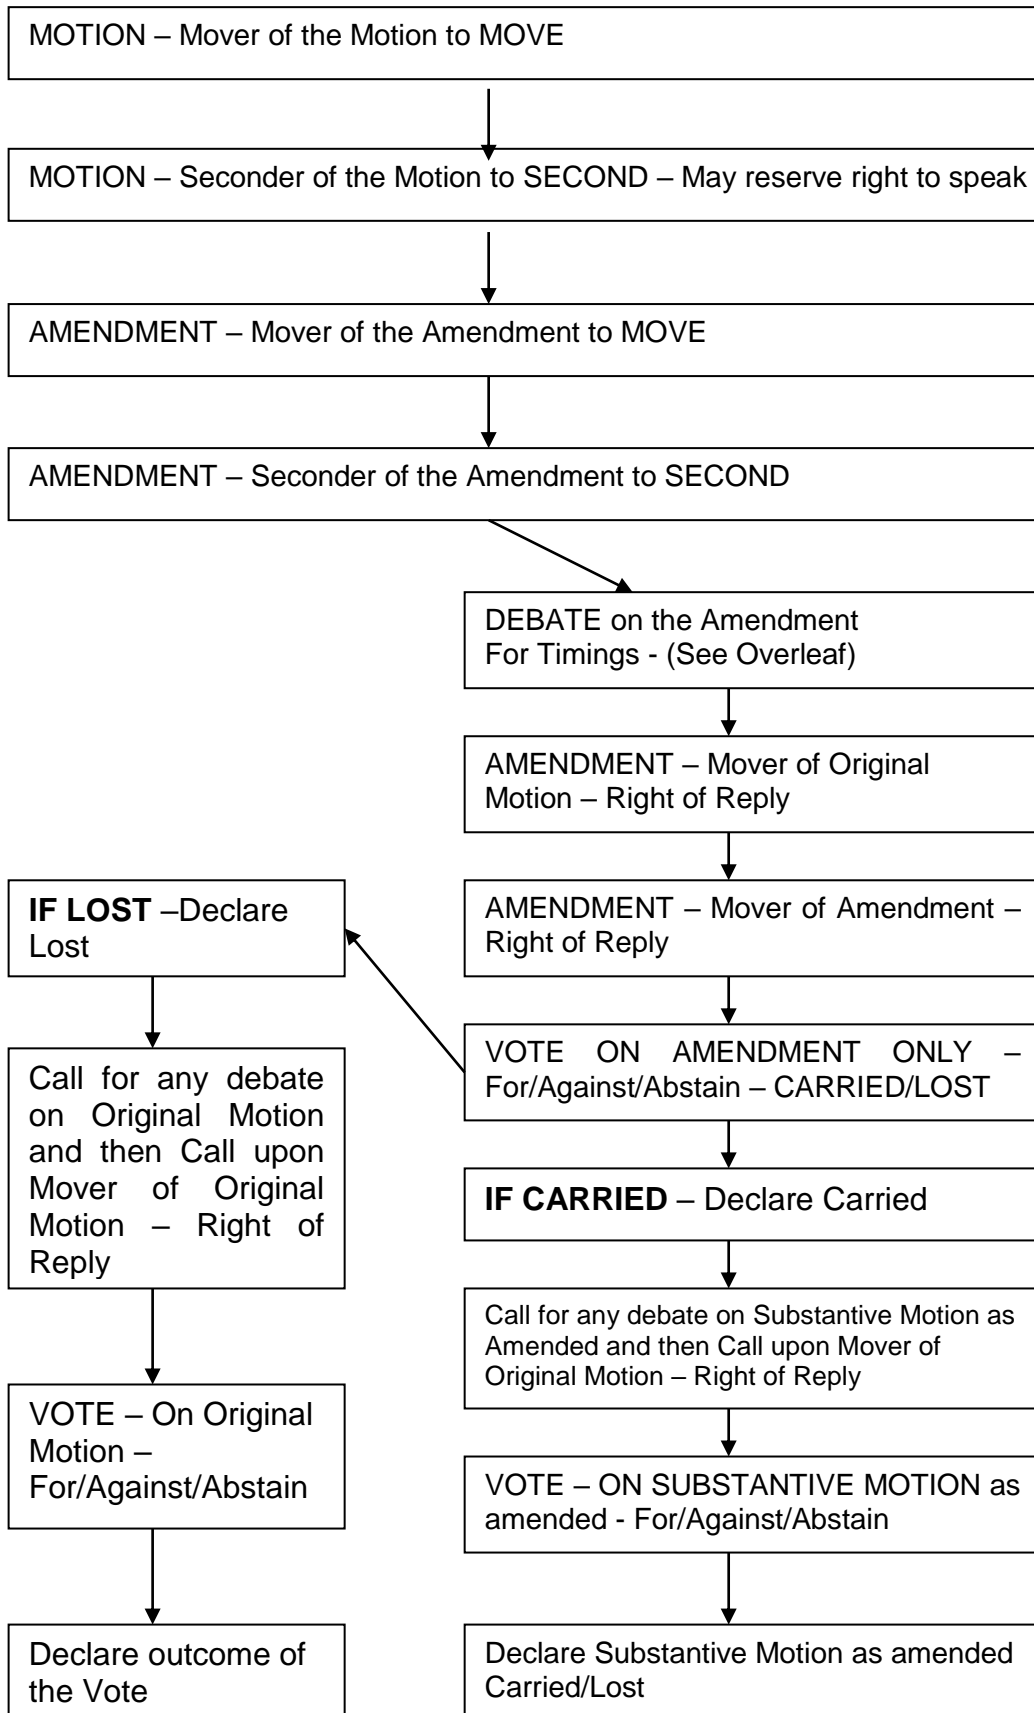 MOTION – Mover of the Motion to MOVE
MOTION – Seconder of the Motion to SECOND – May reserve right to speak
AMENDMENT – Mover of the Amendment to MOVE
AMENDMENT – Seconder of the Amendment to SECOND
DEBATE on the Amendment
For Timings - (See Overleaf)
AMENDMENT – Mover of Original
Motion – Right of Reply
AMENDMENT – Mover of Amendment –
Right of Reply
VOTE ON AMENDMENT ONLY –
For/Against/Abstain – CARRIED/LOST
IF LOST –Declare
Lost
Call for any debate
on Original Motion
and then Call upon
Mover of Original
Motion – Right of
Reply
VOTE – On Original
Motion –
For/Against/Abstain
Declare outcome of
the Vote
IF CARRIED – Declare Carried
Call for any debate on Substantive Motion as
Amended and then Call upon Mover of
Original Motion – Right of Reply
VOTE – ON SUBSTANTIVE MOTION as
amended - For/Against/Abstain
Declare Substantive Motion as amended
Carried/Lost